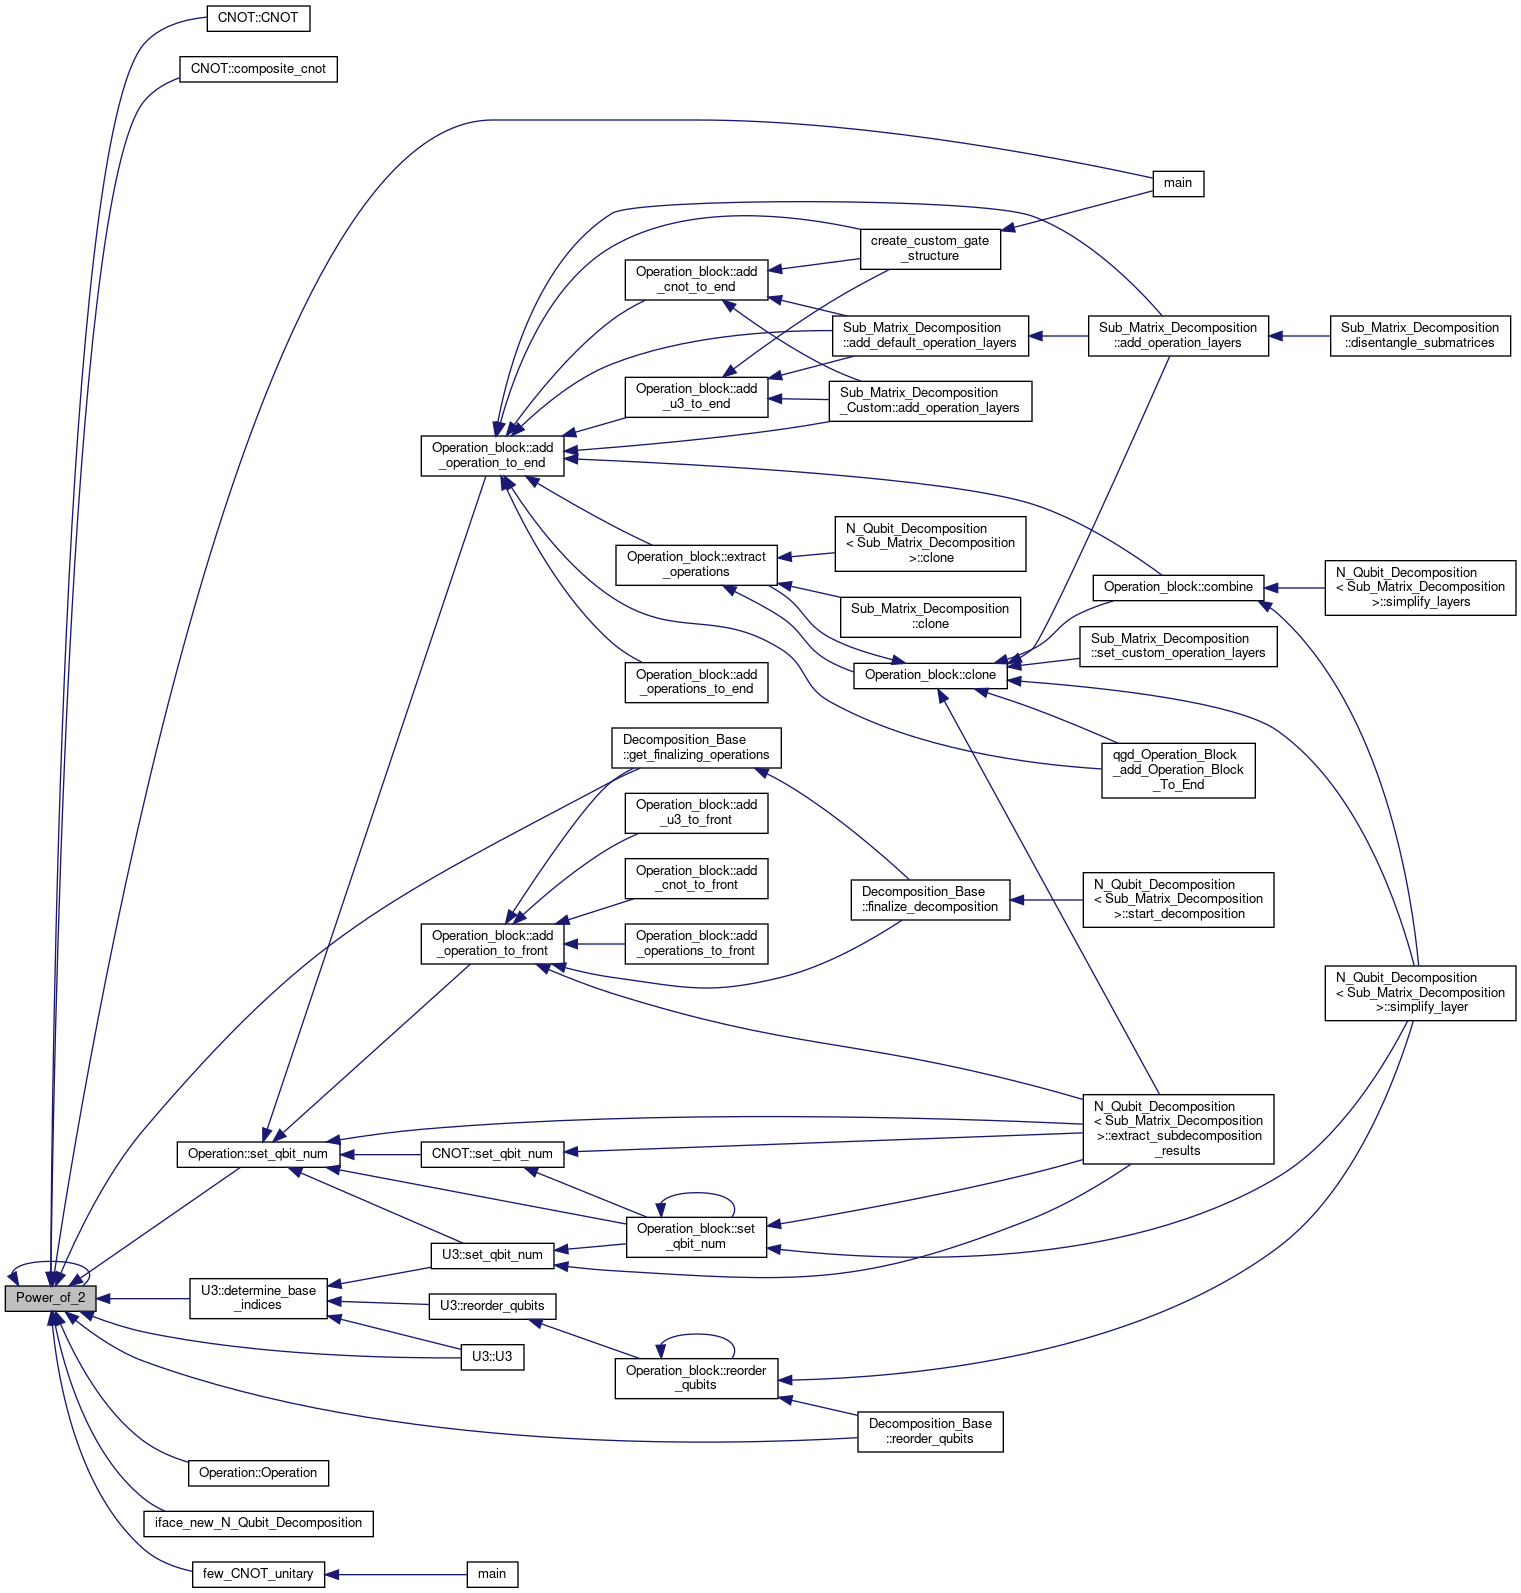 CNOT::CNOT
CNOT::composite_cnot
main
create_custom_gate
_structure
Operation_block::add
_cnot_to_end
Sub_Matrix_Decomposition
::add_default_operation_layers
Sub_Matrix_Decomposition
::add_operation_layers
Sub_Matrix_Decomposition
::disentangle_submatrices
Operation_block::add
_u3_to_end
Sub_Matrix_Decomposition
_Custom::add_operation_layers
Operation_block::add
_operation_to_end
N_Qubit_Decomposition
< Sub_Matrix_Decomposition
>::clone
Operation_block::extract
_operations
Operation_block::combine
N_Qubit_Decomposition
< Sub_Matrix_Decomposition
>::simplify_layers
Sub_Matrix_Decomposition
::clone
Sub_Matrix_Decomposition
::set_custom_operation_layers
Operation_block::add
_operations_to_end
Operation_block::clone
Decomposition_Base
::get_finalizing_operations
qgd_Operation_Block
_add_Operation_Block
_To_End
Operation_block::add
_u3_to_front
Operation_block::add
_cnot_to_front
Decomposition_Base
::finalize_decomposition
N_Qubit_Decomposition
< Sub_Matrix_Decomposition
>::start_decomposition
Operation_block::add
_operation_to_front
Operation_block::add
_operations_to_front
N_Qubit_Decomposition
< Sub_Matrix_Decomposition
>::simplify_layer
N_Qubit_Decomposition
< Sub_Matrix_Decomposition
>::extract_subdecomposition
_results
Operation::set_qbit_num
CNOT::set_qbit_num
Operation_block::set
_qbit_num
U3::set_qbit_num
Power_of_2
U3::determine_base
_indices
U3::reorder_qubits
U3::U3
Operation_block::reorder
_qubits
Decomposition_Base
::reorder_qubits
Operation::Operation
iface_new_N_Qubit_Decomposition
few_CNOT_unitary
main